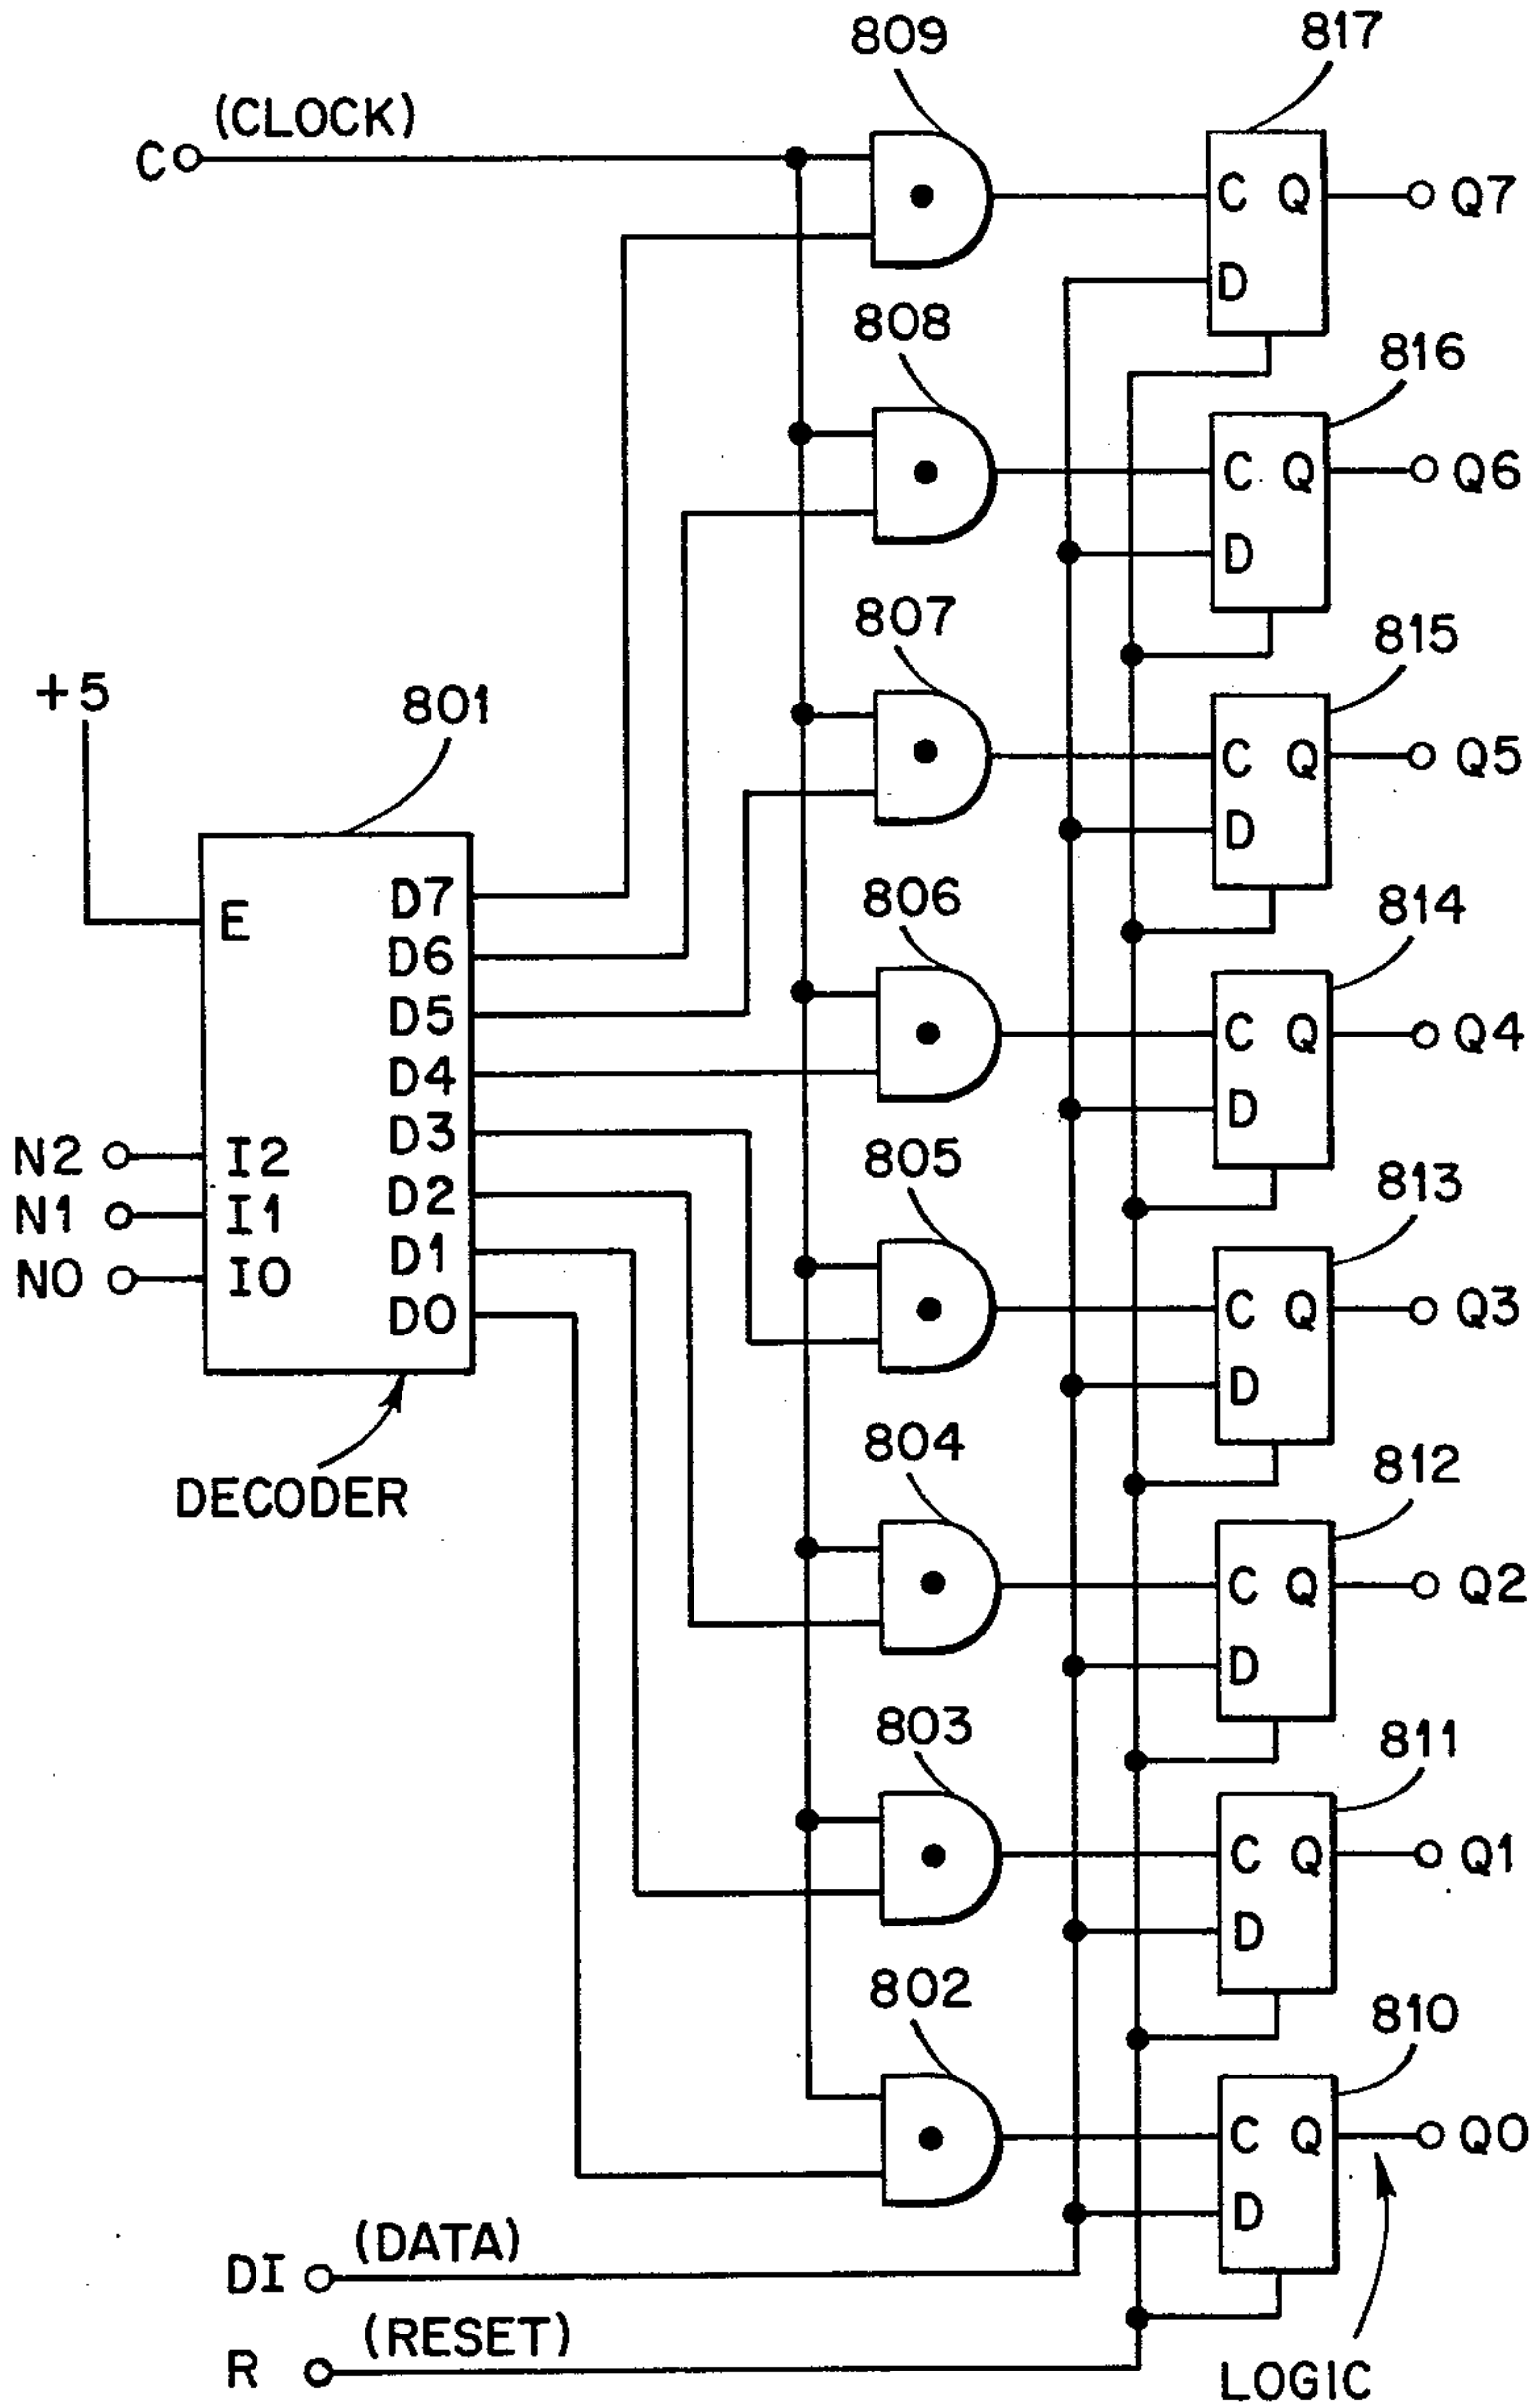 809
817
(CLOCK)
C
C Q
Q7
D
808
816
C Q
Q6
D
807
815
+5
801
C Q
Q5
D
E
D7
806
814
D6
D5
C Q
Q4
D4
D
D3
N2
I2
805
813
D2
N1
I1
D1
N0
I0
C Q
Q3
D0
D
804
812
DECODER
C Q
Q2
D
803
811
C Q
Q1
D
802
810
C Q
Q0
D
(DATA)
DI
(RESET)
R
LOGIC